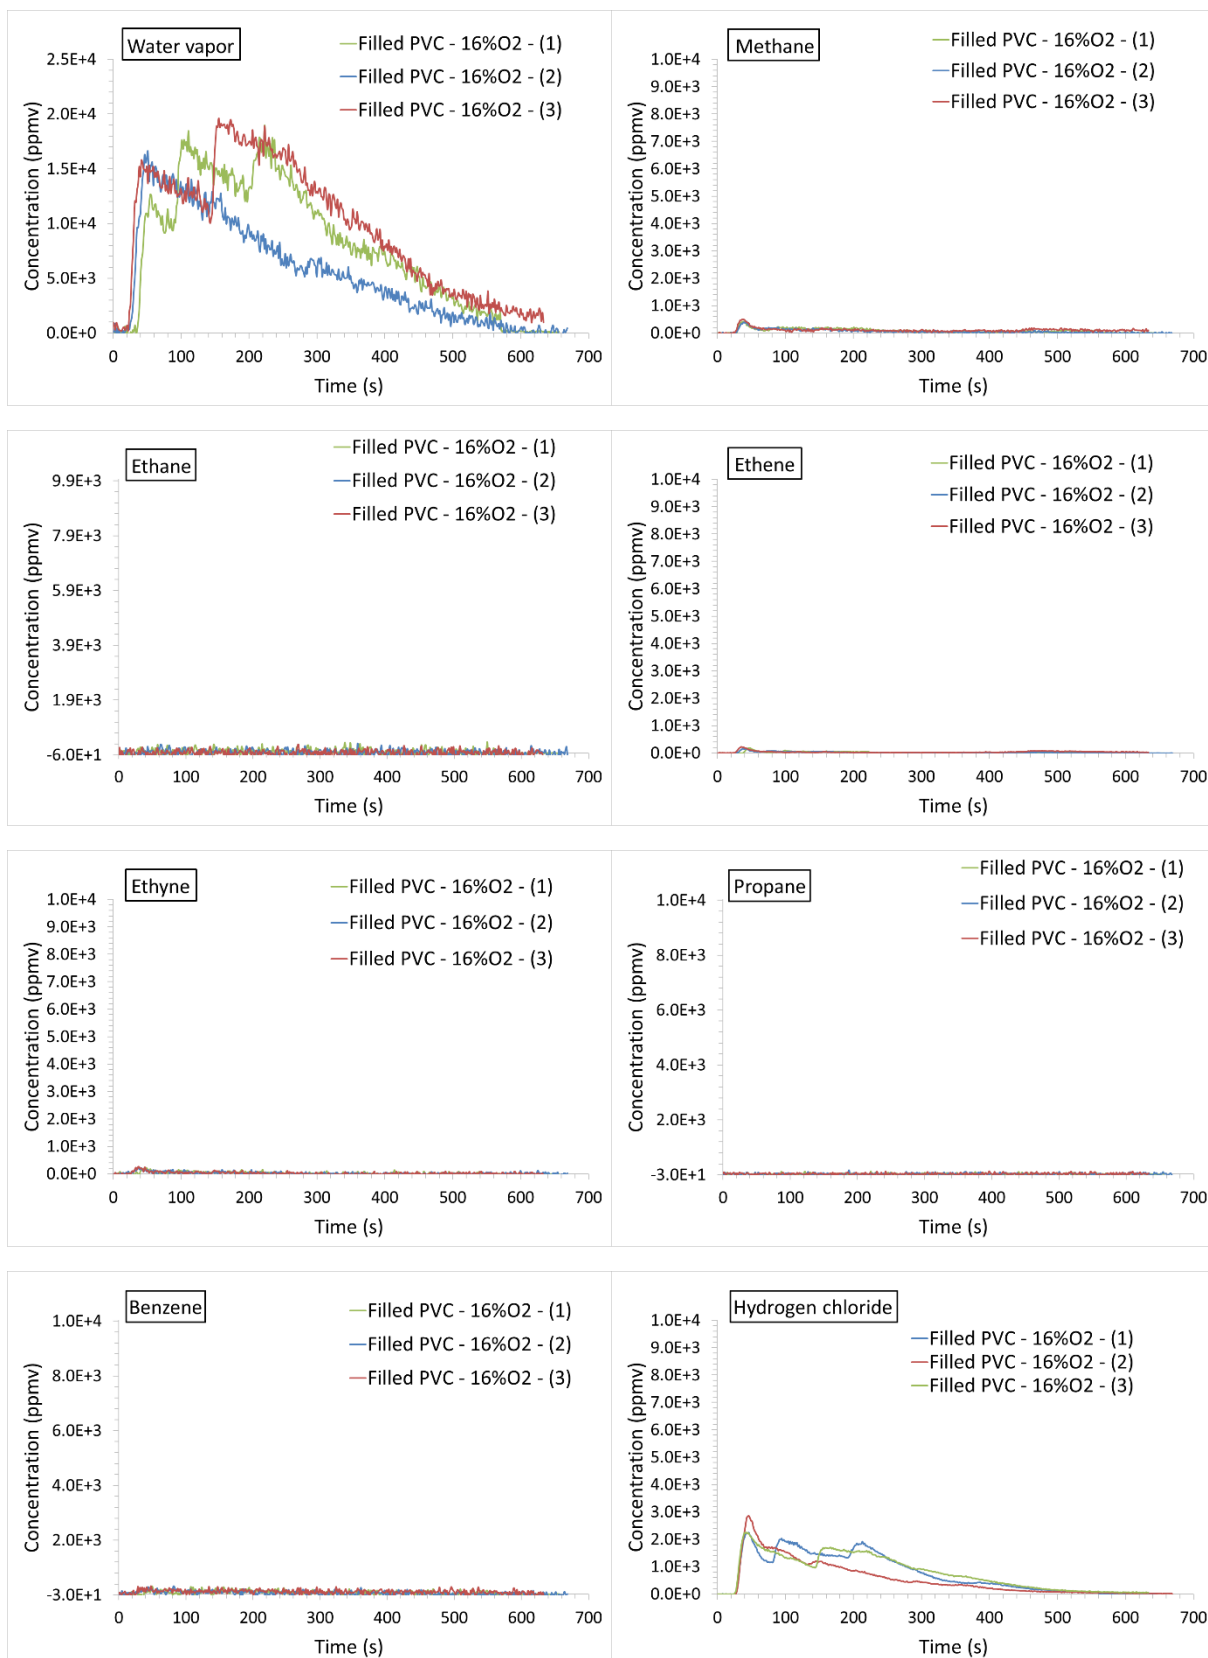 Water vapor
Filled PVC - 16%O2 - (1)
Filled PVC - 16%O2 - (2)
Filled PVC - 16%O2 - (3)
Concentration (ppmv)
2.5E+4
2.0E+4
1.5E+4
1.0E+4
5.0E+3
0.0E+0
0 100 200 300 400 500 600 700
Time (s)
Methane
Filled PVC - 16%O2 - (1)
Filled PVC - 16%O2 - (2)
Filled PVC - 16%O2 - (3)
Concentration (ppmv)
1.0E+4
9.0E+3
8.0E+3
7.0E+3
6.0E+3
5.0E+3
4.0E+3
3.0E+3
2.0E+3
1.0E+3
0.0E+0
0 100 200 300 400 500 600 700
Time (s)
Ethane
Filled PVC - 16%O2 - (1)
Filled PVC - 16%O2 - (2)
Filled PVC - 16%O2 - (3)
Concentration (ppmv)
9.9E+3
7.9E+3
5.9E+3
3.9E+3
1.9E+3
-6.0E+1
0 100 200 300 400 500 600 700
Time (s)
Ethene
Filled PVC - 16%O2 - (1)
Filled PVC - 16%O2 - (2)
Filled PVC - 16%O2 - (3)
Concentration (ppmv)
1.0E+4
9.0E+3
8.0E+3
7.0E+3
6.0E+3
5.0E+3
4.0E+3
3.0E+3
2.0E+3
1.0E+3
0.0E+0
0 100 200 300 400 500 600 700
Time (s)
Ethyne
Filled PVC - 16%O2 - (1)
Filled PVC - 16%O2 - (2)
Filled PVC - 16%O2 - (3)
Concentration (ppmv)
1.0E+4
9.0E+3
8.0E+3
7.0E+3
6.0E+3
5.0E+3
4.0E+3
3.0E+3
2.0E+3
1.0E+3
0.0E+0
0 100 200 300 400 500 600 700
Time (s)
Propane
Filled PVC - 16%O2 - (1)
Filled PVC - 16%O2 - (2)
Filled PVC - 16%O2 - (3)
Concentration (ppmv)
1.0E+4
8.0E+3
6.0E+3
4.0E+3
2.0E+3
-3.0E+1
0 100 200 300 400 500 600 700
Time (s)
Benzene
Filled PVC - 16%O2 - (1)
Filled PVC - 16%O2 - (2)
Filled PVC - 16%O2 - (3)
Concentration (ppmv)
1.0E+4
8.0E+3
6.0E+3
4.0E+3
2.0E+3
-3.0E+1
0 100 200 300 400 500 600 700
Time (s)
Hydrogen chloride
Filled PVC - 16%O2 - (1)
Filled PVC - 16%O2 - (2)
Filled PVC - 16%O2 - (3)
Concentration (ppmv)
1.0E+4
9.0E+3
8.0E+3
7.0E+3
6.0E+3
5.0E+3
4.0E+3
3.0E+3
2.0E+3
1.0E+3
0.0E+0
0 100 200 300 400 500 600 700
Time (s)